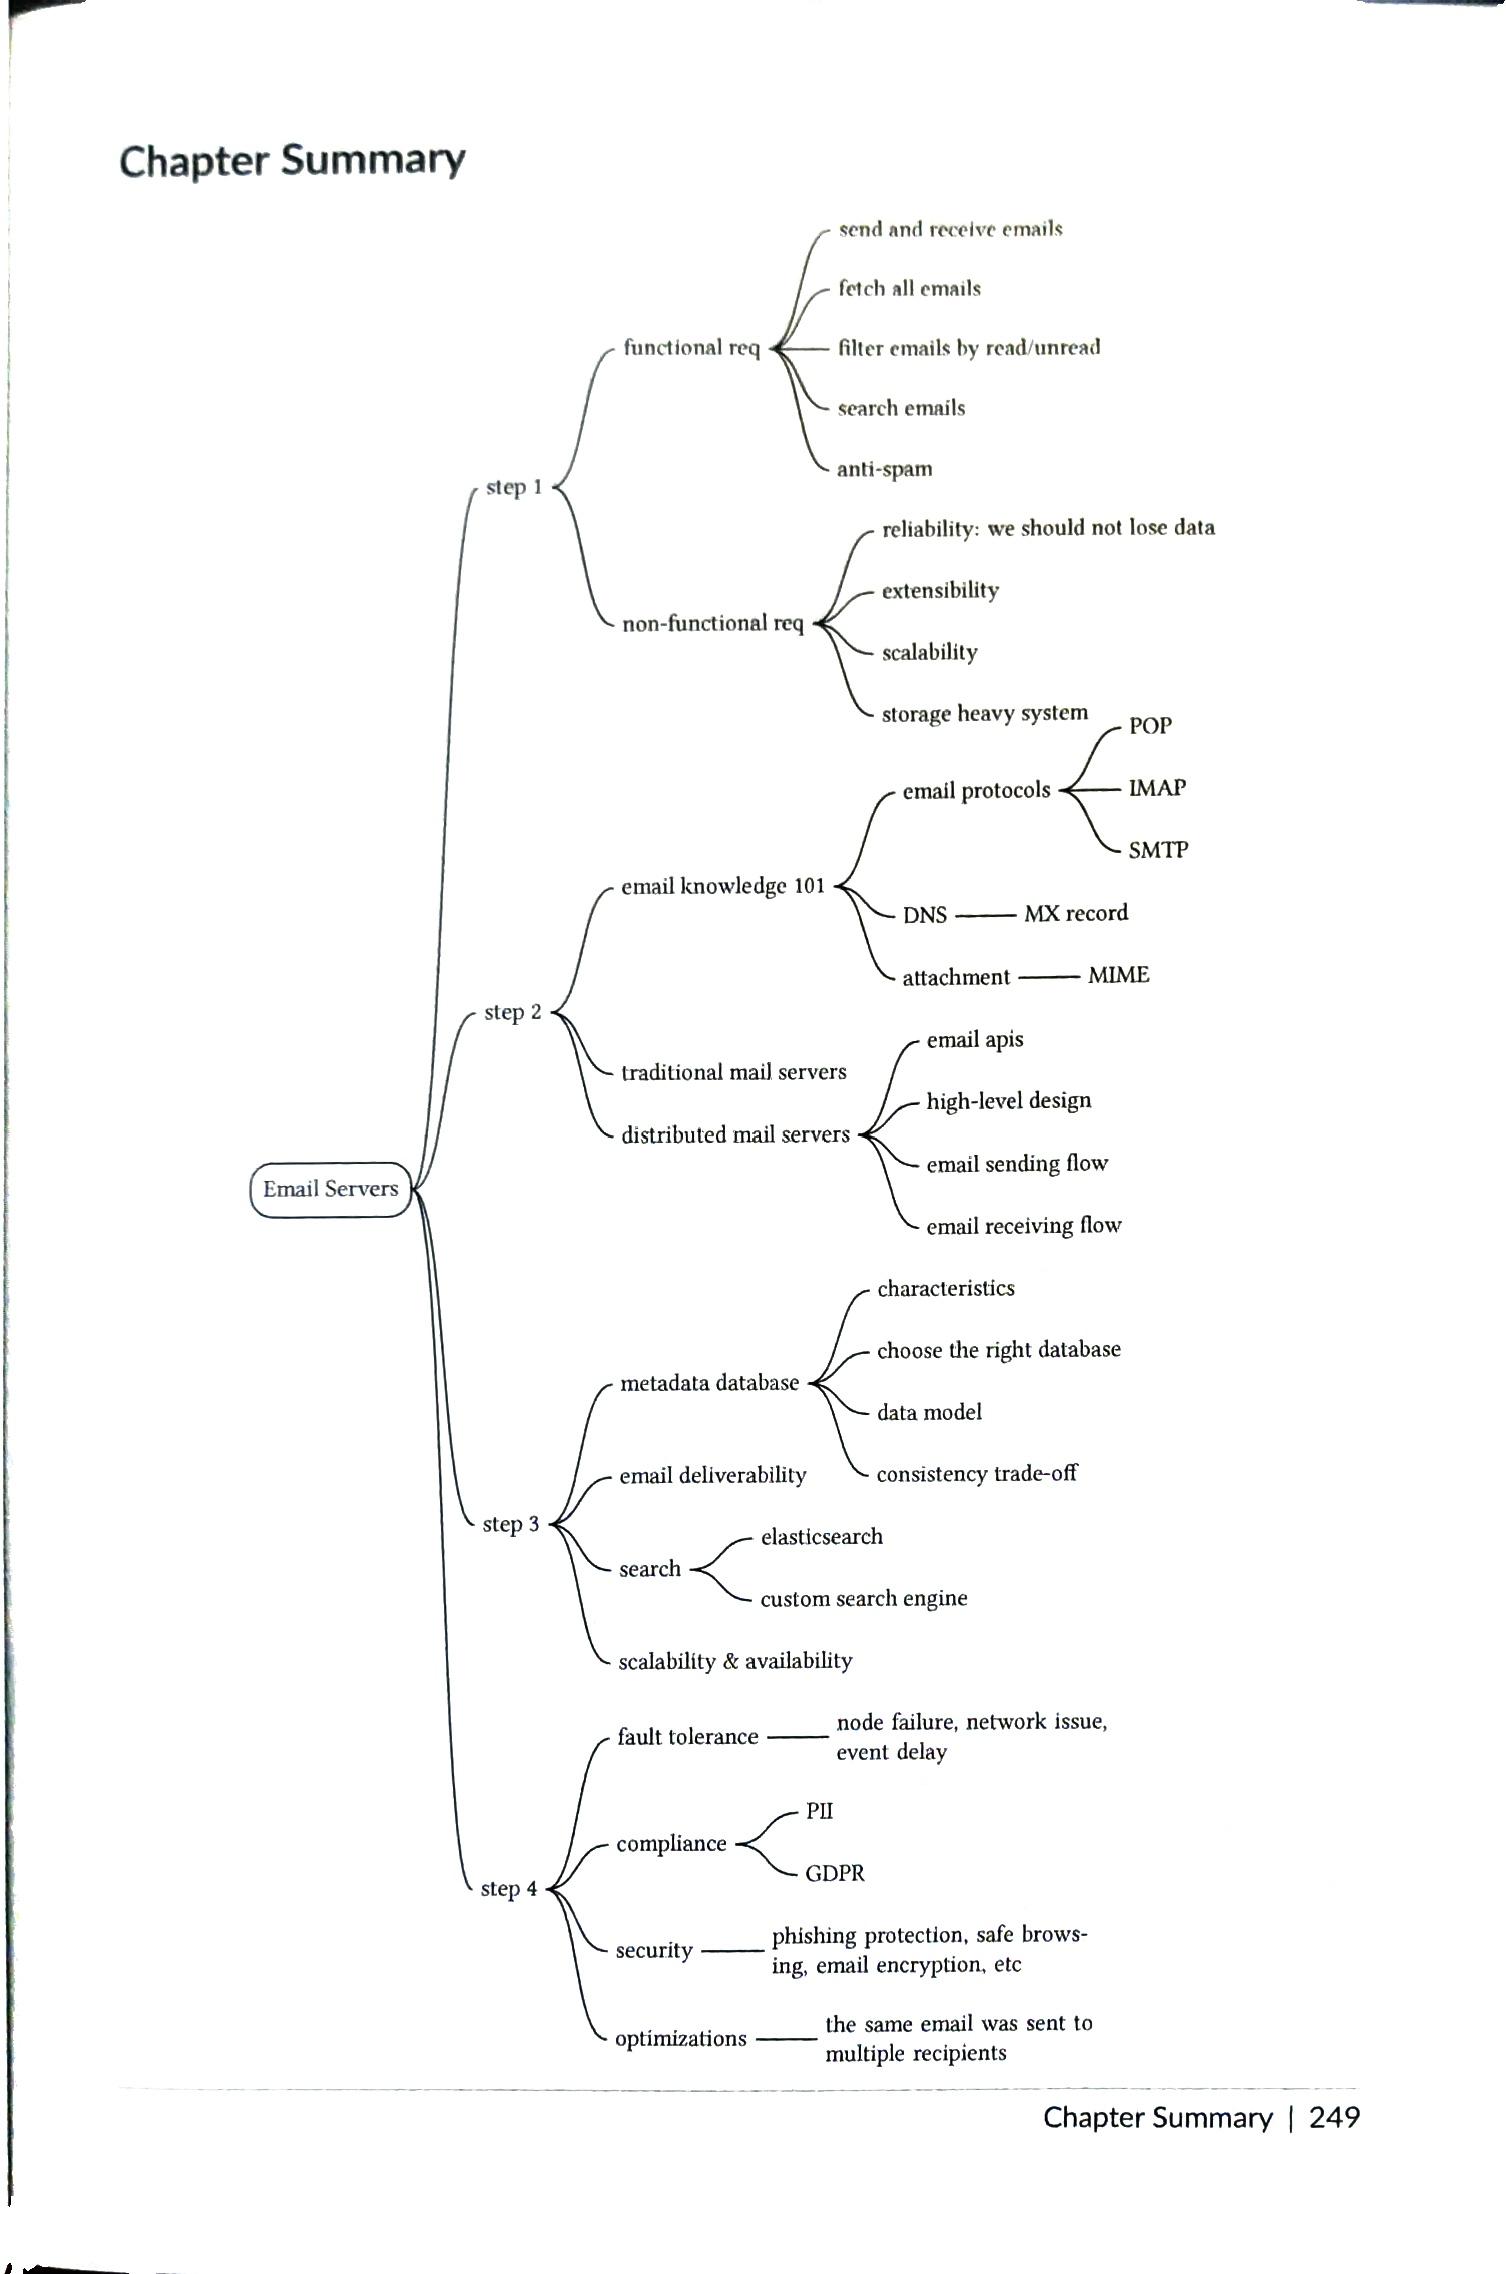 Chapter Summary
send and receive emails
fetch all emails
functional req
filter emails by read/unread
search emails
anti-spam
step 1
reliability: we should not lose data
extensibility
non-functional req
scalability
storage heavy system
POP
email protocols
IMAP
SMTP
email knowledge 101
DNS
MX record
attachment
MIME
step 2
email apis
traditional mail servers
high-level design
distributed mail servers
email sending flow
email receiving flow
Email Servers
characteristics
choose the right database
metadata database
data model
email deliverability
consistency trade-off
step 3
elasticsearch
search
custom search engine
scalability & availability
fault tolerance
node failure, network issue,
event delay
PII
compliance
GDPR
step 4
security
phishing protection, safe brows-
ing, email encryption, etc
optimizations
the same email was sent to
multiple recipients
Chapter Summary | 249